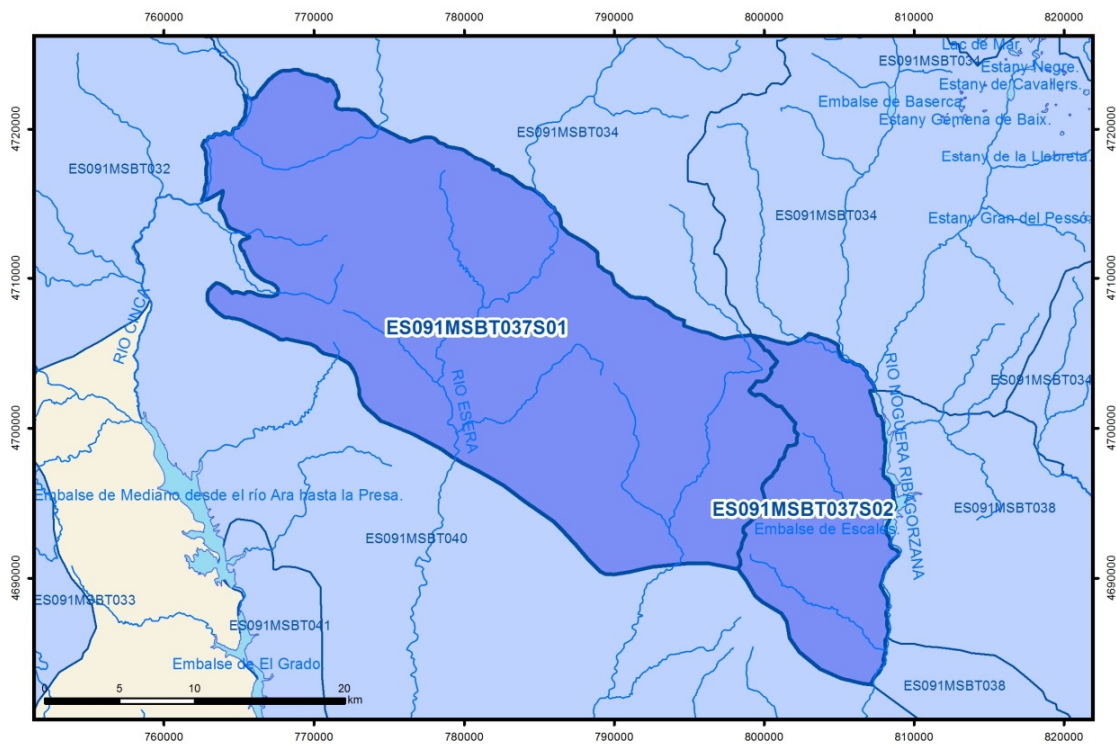 760000 770000 780000 790000 800000 810000 820000
Lac de Mar.
ES091MSBT034
Estany Negre.
Estany de Cavallers.
Embalse de Baserca.
4720000
ES091MSBT034
Estany Gémena de Baix.
4720000
Estany de la Llebreta.
ES091MSBT032
ES091MSBT034
Estany Gran del Pessó.
4710000
4710000
RIO CINCA
ES091MSBT037S01
RIO ESERA
RIO NOGUERA RIBAGORZANA
ES091MSBT034
4700000
4700000
Embalse de Mediano desde el río Ara hasta la Presa.
ES091MSBT037S02
ES091MSBT038
Embalse de Escales.
ES091MSBT040
4690000
4690000
ES091MSBT033
ES091MSBT041
Embalse de El Grado.
ES091MSBT038
0 5 10 20
km
760000 770000 780000 790000 800000 810000 820000